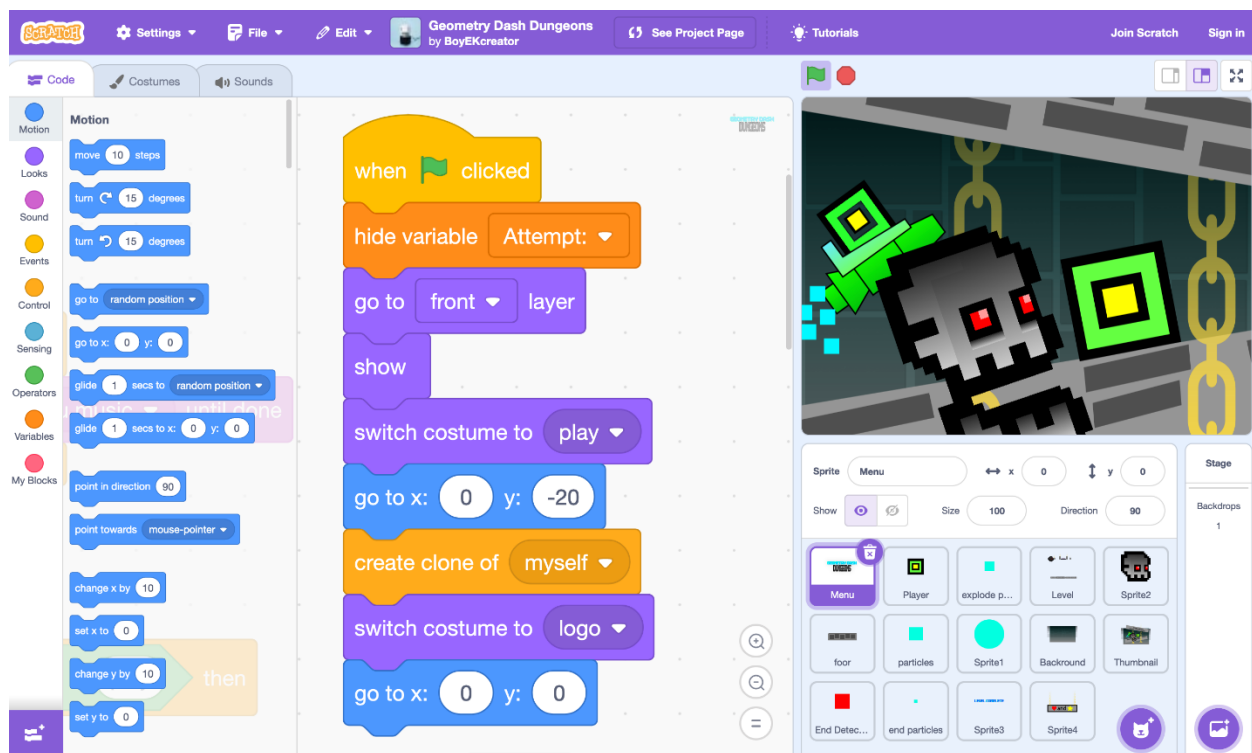 SCRATCH
Settings
File
Edit
Geometry Dash Dungeons
by BoyEKcreator
See Project Page
Tutorials
Join Scratch
Sign in
Code
Costumes
Sounds
Motion
Looks
Sound
Events
Control
Sensing
Operators
Variables
My Blocks
Motion
move 10 steps
turn 15 degrees
turn 15 degrees
go to random position
go to x: 0 y: 0
glide 1 secs to random position
glide 1 secs to x: 0 y: 0
point in direction 90
point towards mouse-pointer
change x by 10
set x to 0
change y by 10
set y to 0
music until done
then
when clicked
hide variable Attempt:
go to front layer
show
switch costume to play
go to x: 0 y: -20
create clone of myself
switch costume to logo
go to x: 0 y: 0
GEOMETRY DASH
DUNGEONS
Sprite Menu x 0 y 0
Show Size 100 Direction 90
Stage
Backdrops
1
Menu
Player
explode p...
Level
Sprite2
foor
particles
Sprite1
Backround
Thumbnail
End Detec...
end particles
Sprite3
Sprite4